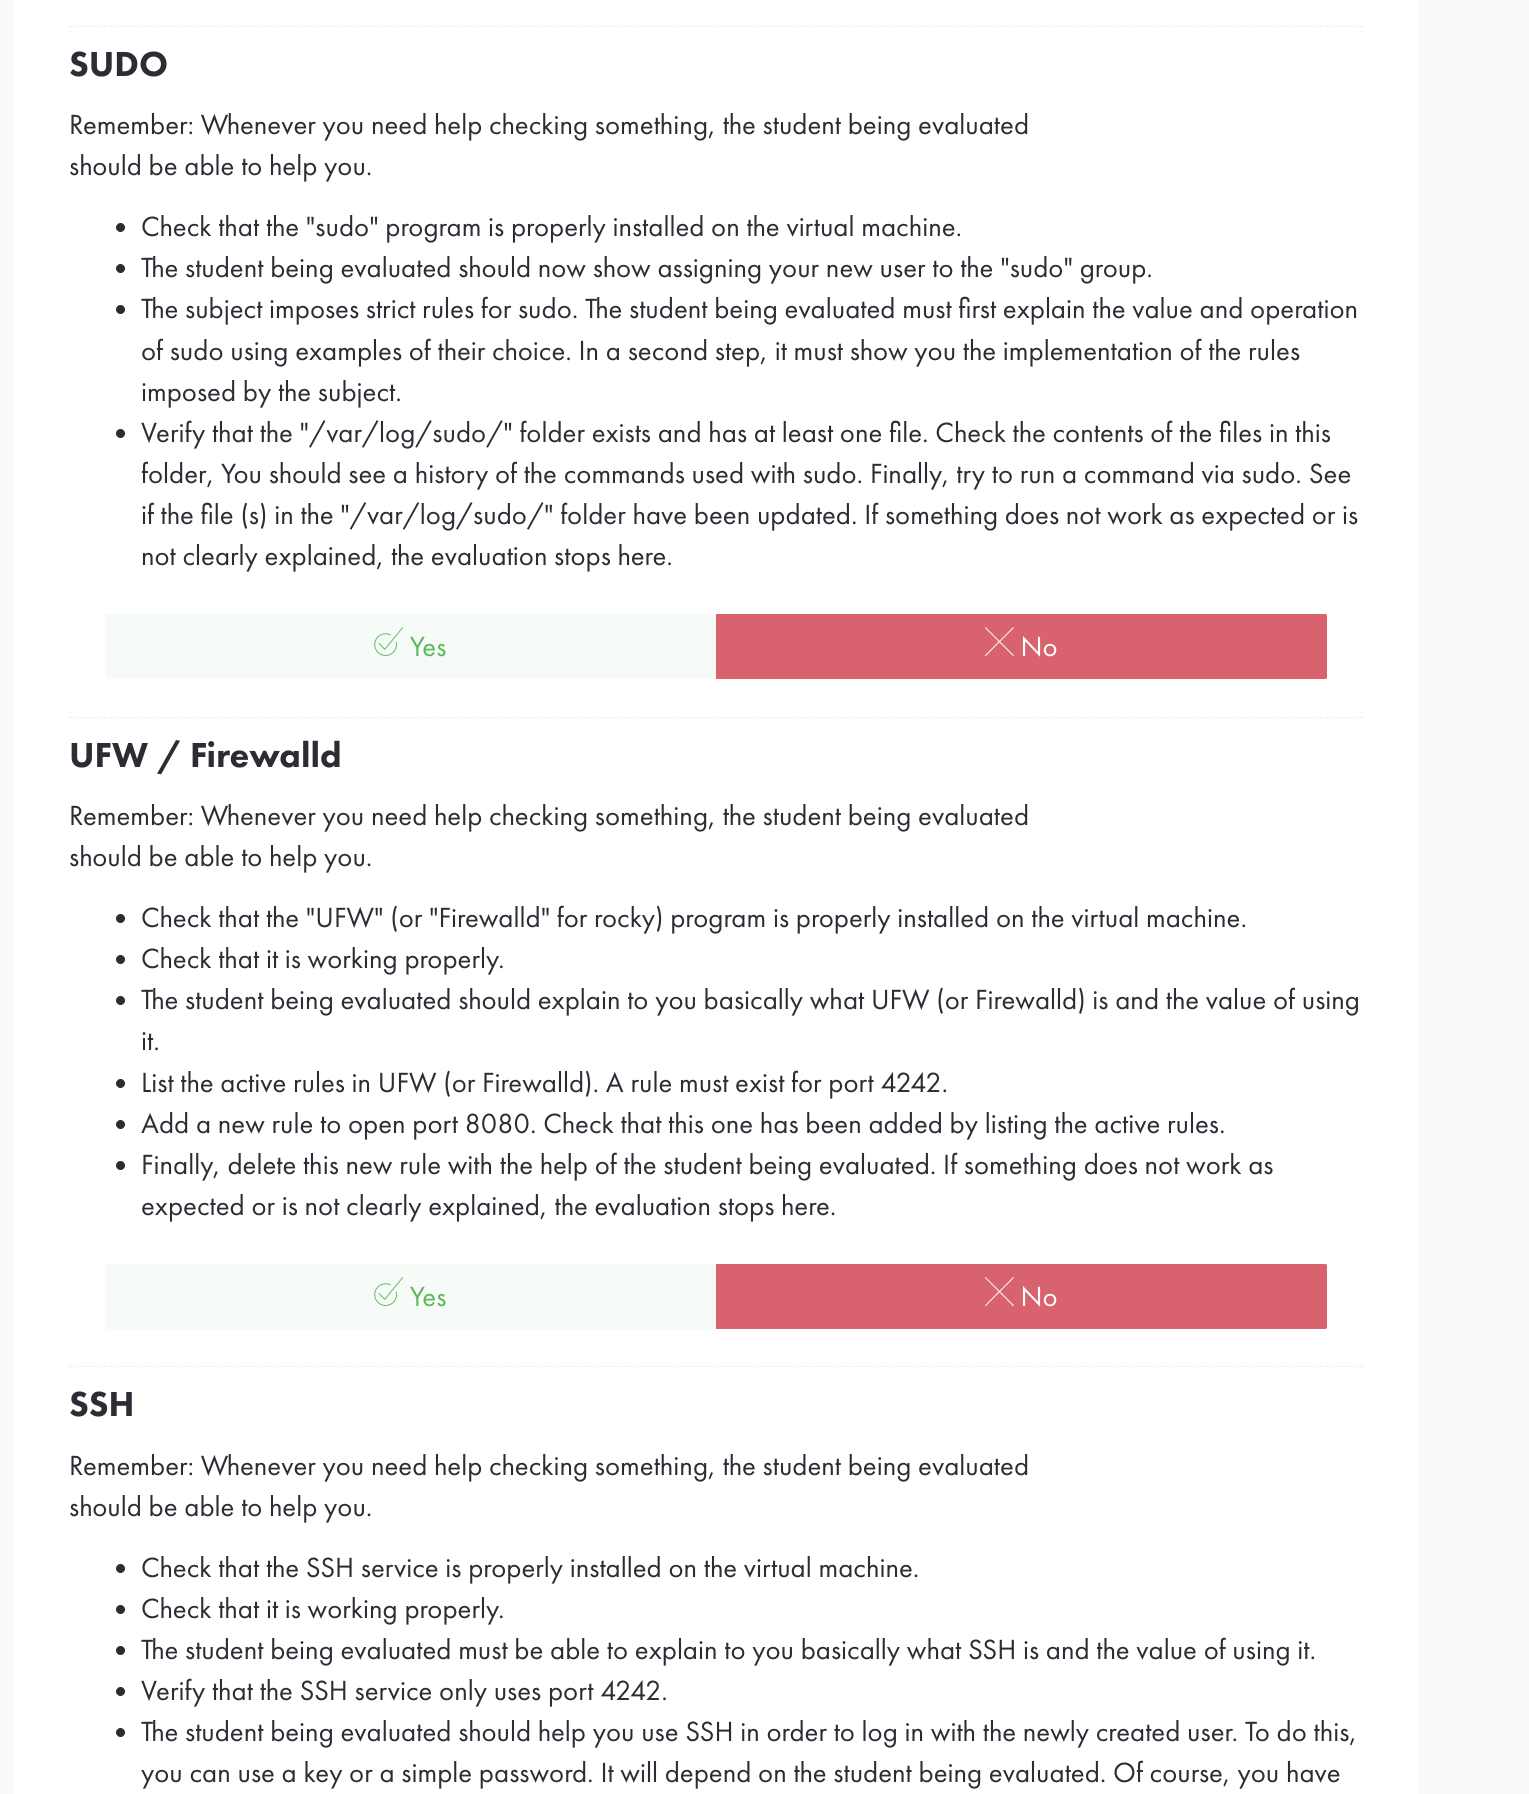 SUDO
Remember: Whenever you need help checking something, the student being evaluated
should be able to help you.
• Check that the "sudo" program is properly installed on the virtual machine.
• The student being evaluated should now show assigning your new user to the "sudo" group.
• The subject imposes strict rules for sudo. The student being evaluated must first explain the value and operation
of sudo using examples of their choice. In a second step, it must show you the implementation of the rules
imposed by the subject.
• Verify that the "/var/log/sudo/" folder exists and has at least one file. Check the contents of the files in this
folder, You should see a history of the commands used with sudo. Finally, try to run a command via sudo. See
if the file (s) in the "/var/log/sudo/" folder have been updated. If something does not work as expected or is
not clearly explained, the evaluation stops here.
Yes
No
UFW / Firewalld
Remember: Whenever you need help checking something, the student being evaluated
should be able to help you.
• Check that the "UFW" (or "Firewalld" for rocky) program is properly installed on the virtual machine.
• Check that it is working properly.
• The student being evaluated should explain to you basically what UFW (or Firewalld) is and the value of using
it.
• List the active rules in UFW (or Firewalld). A rule must exist for port 4242.
• Add a new rule to open port 8080. Check that this one has been added by listing the active rules.
• Finally, delete this new rule with the help of the student being evaluated. If something does not work as
expected or is not clearly explained, the evaluation stops here.
Yes
No
SSH
Remember: Whenever you need help checking something, the student being evaluated
should be able to help you.
• Check that the SSH service is properly installed on the virtual machine.
• Check that it is working properly.
• The student being evaluated must be able to explain to you basically what SSH is and the value of using it.
• Verify that the SSH service only uses port 4242.
• The student being evaluated should help you use SSH in order to log in with the newly created user. To do this,
you can use a key or a simple password. It will depend on the student being evaluated. Of course, you have